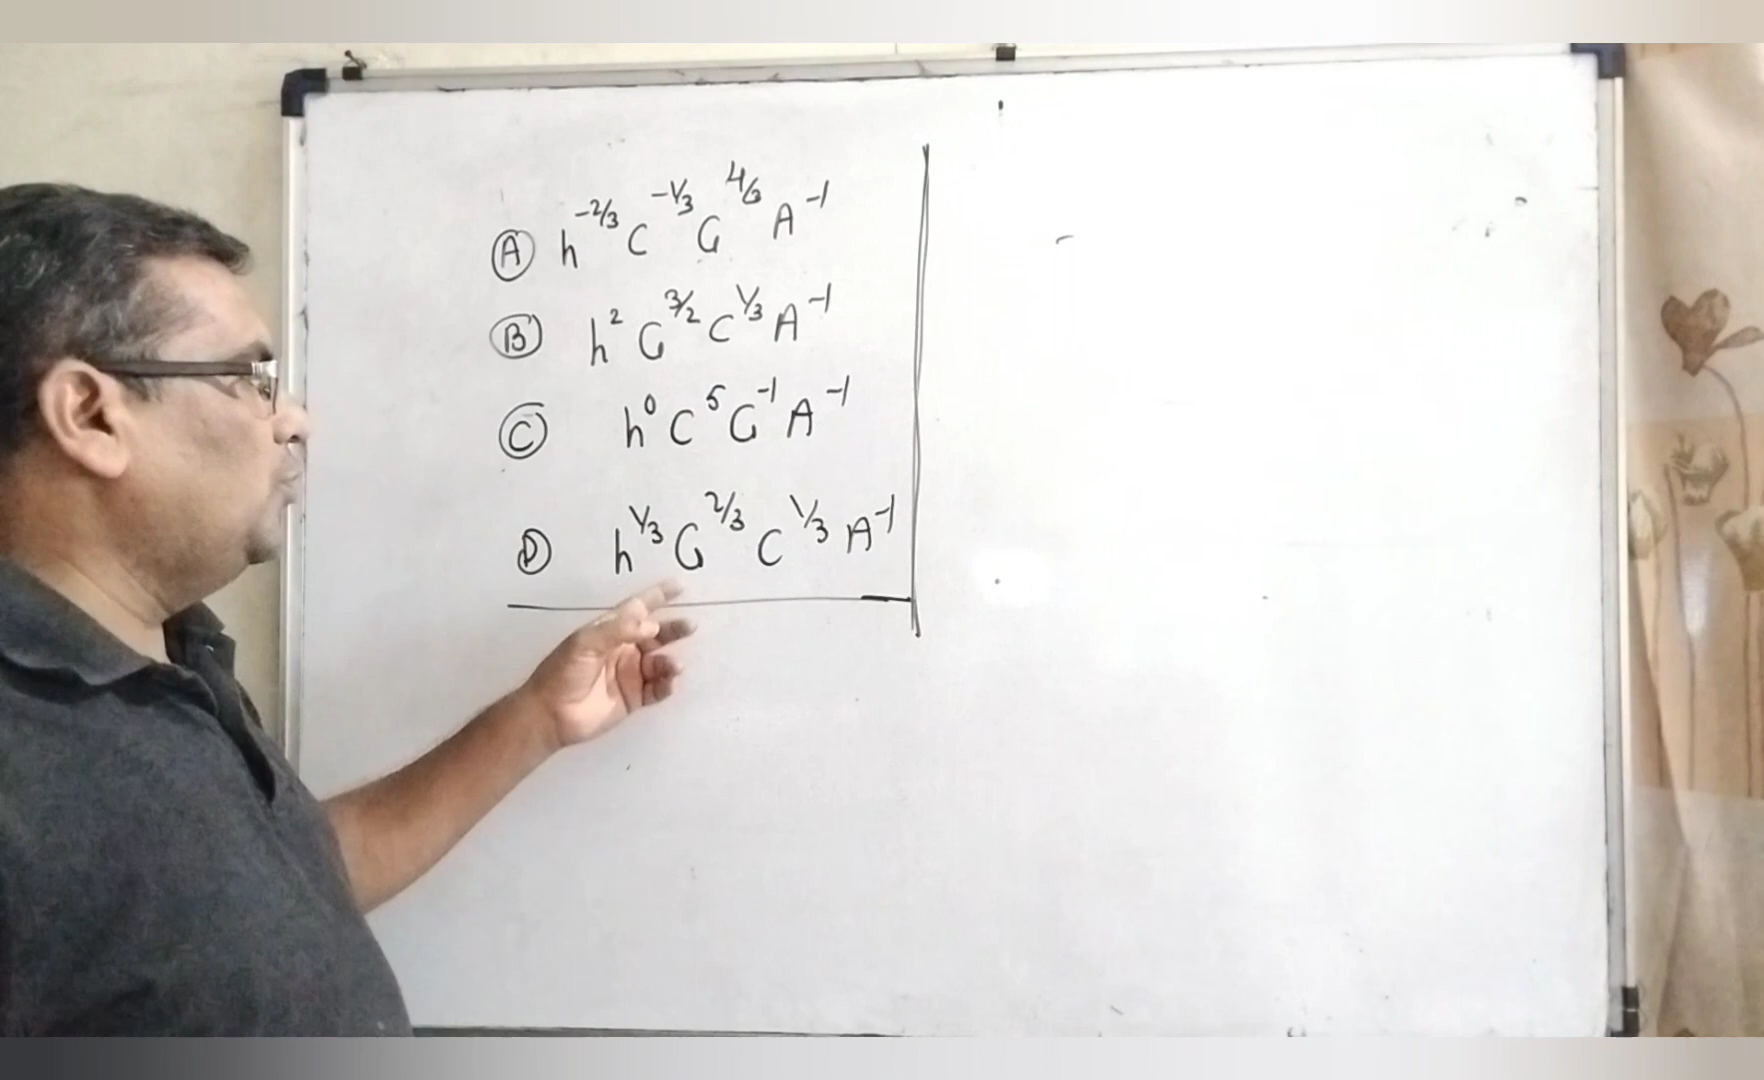 Ⓐ h^-2/3 C^-1/3 G^4/3 A^-1
Ⓑ h^2 G^3/2 C^1/3 A^-1
Ⓒ h^0 C^5 G^-1 A^-1
Ⓓ h^1/3 G^2/3 C^1/3 A^-1